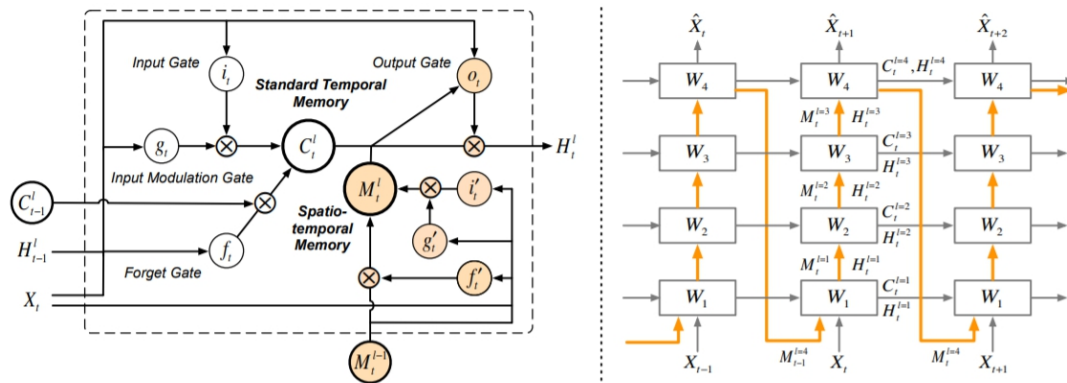 Input Gate
i_t
Output Gate
o_t
Standard Temporal
Memory
g_t
C_t^l
H_t^l
Input Modulation Gate
M_t^l
i_t'
C_{t-1}^l
Spatio-
temporal
Memory
g_t'
H_{t-1}^l
f_t
f_t'
Forget Gate
X_t
M_t^{l-1}
X̂_t X̂_{t+1} X̂_{t+2}
C_t^{l=4}, H_t^{l=4}
W_4 W_4 W_4
M_t^{l=3} H_t^{l=3} C_t^{l=3}
W_3 W_3 W_3
H_t^{l=3}
M_t^{l=2} H_t^{l=2} C_t^{l=2}
W_2 W_2 W_2
H_t^{l=2}
M_t^{l=1} H_t^{l=1} C_t^{l=1}
W_1 W_1 W_1
H_t^{l=1}
M_{t-1}^{l=4} M_t^{l=4}
X_{t-1} X_t X_{t+1}